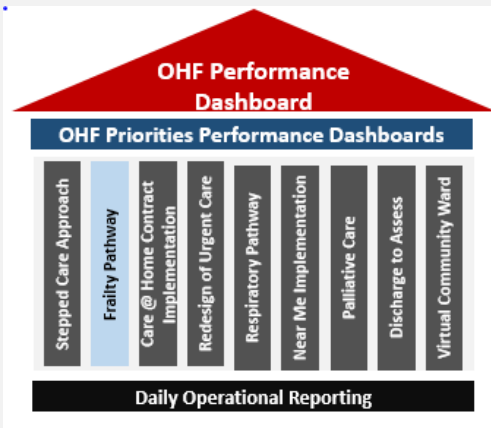 OHF Performance
Dashboard
OHF Priorities Performance Dashboards
Stepped Care Approach
Frailty Pathway
Care @ Home Contract
Implementation
Redesign of Urgent Care
Respiratory Pathway
Near Me Implementation
Palliative Care
Discharge to Assess
Virtual Community Ward
Daily Operational Reporting